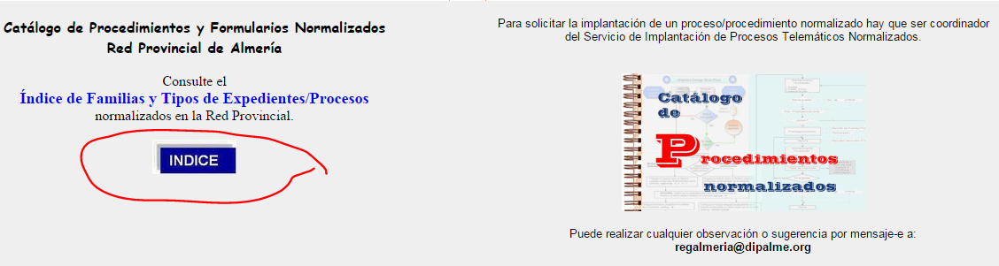 Catálogo de Procedimientos y Formularios Normalizados
Red Provincial de Almería
Consulte el
Índice de Familias y Tipos de Expedientes/Procesos
normalizados en la Red Provincial.
INDICE
Para solicitar la implantación de un proceso/procedimiento normalizado hay que ser coordinador
del Servicio de Implantación de Procesos Telemáticos Normalizados.
Catálogo
de
Procedimientos
normalizados
Puede realizar cualquier observación o sugerencia por mensaje-e a:
regalmeria@dipalme.org